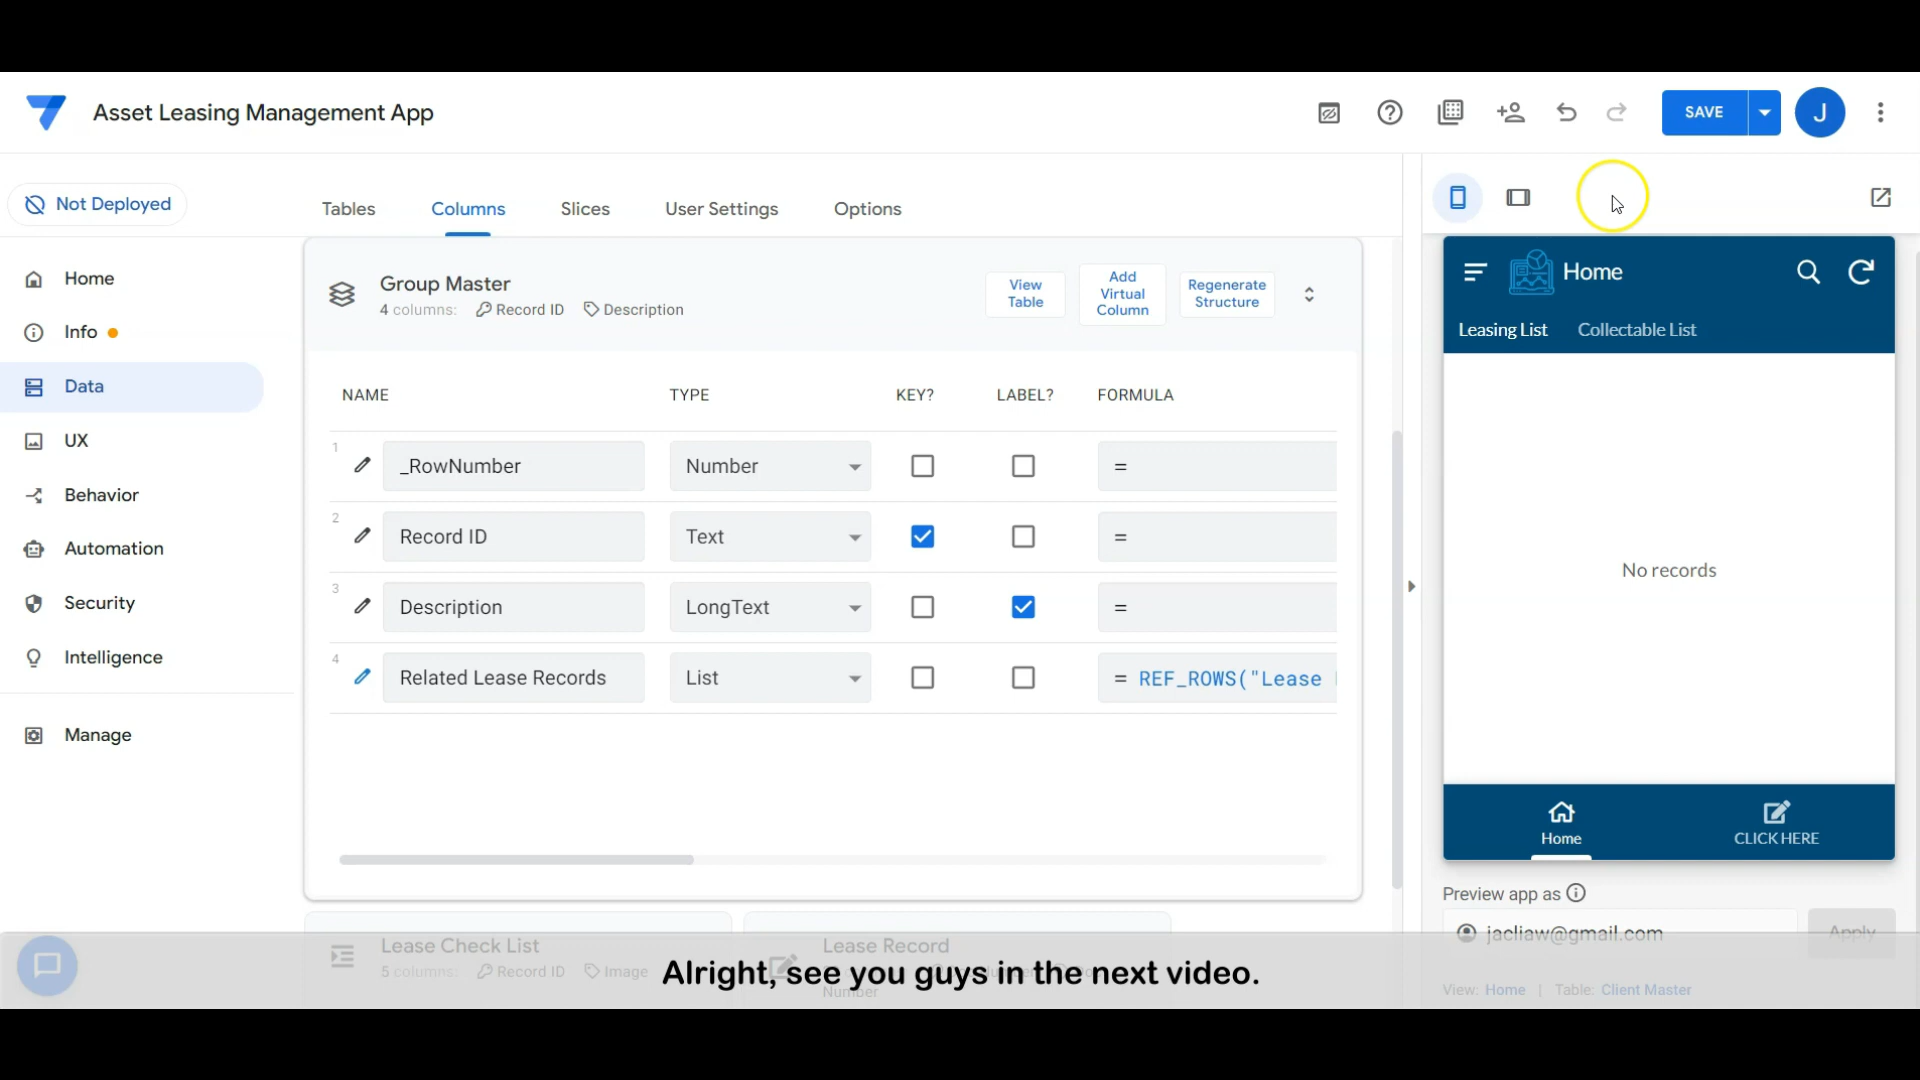 Asset Leasing Management App
SAVE
J
Not Deployed
Tables Columns Slices User Settings Options
Home
Info
Data
UX
Behavior
Automation
Security
Intelligence
Manage
Group Master
4 columns: Record ID Description
View Table
Add Virtual Column
Regenerate Structure
NAME TYPE KEY? LABEL? FORMULA
1 _RowNumber Number =
2 Record ID Text =
3 Description LongText =
4 Related Lease Records List = REF_ROWS("Lease
Lease Check List
5 columns: Record ID Image
Lease Record
Number
Home
Leasing List Collectable List
No records
Home CLICK HERE
Preview app as
jacliaw@gmail.com Apply
View: Home | Table: Client Master
Alright, see you guys in the next video.